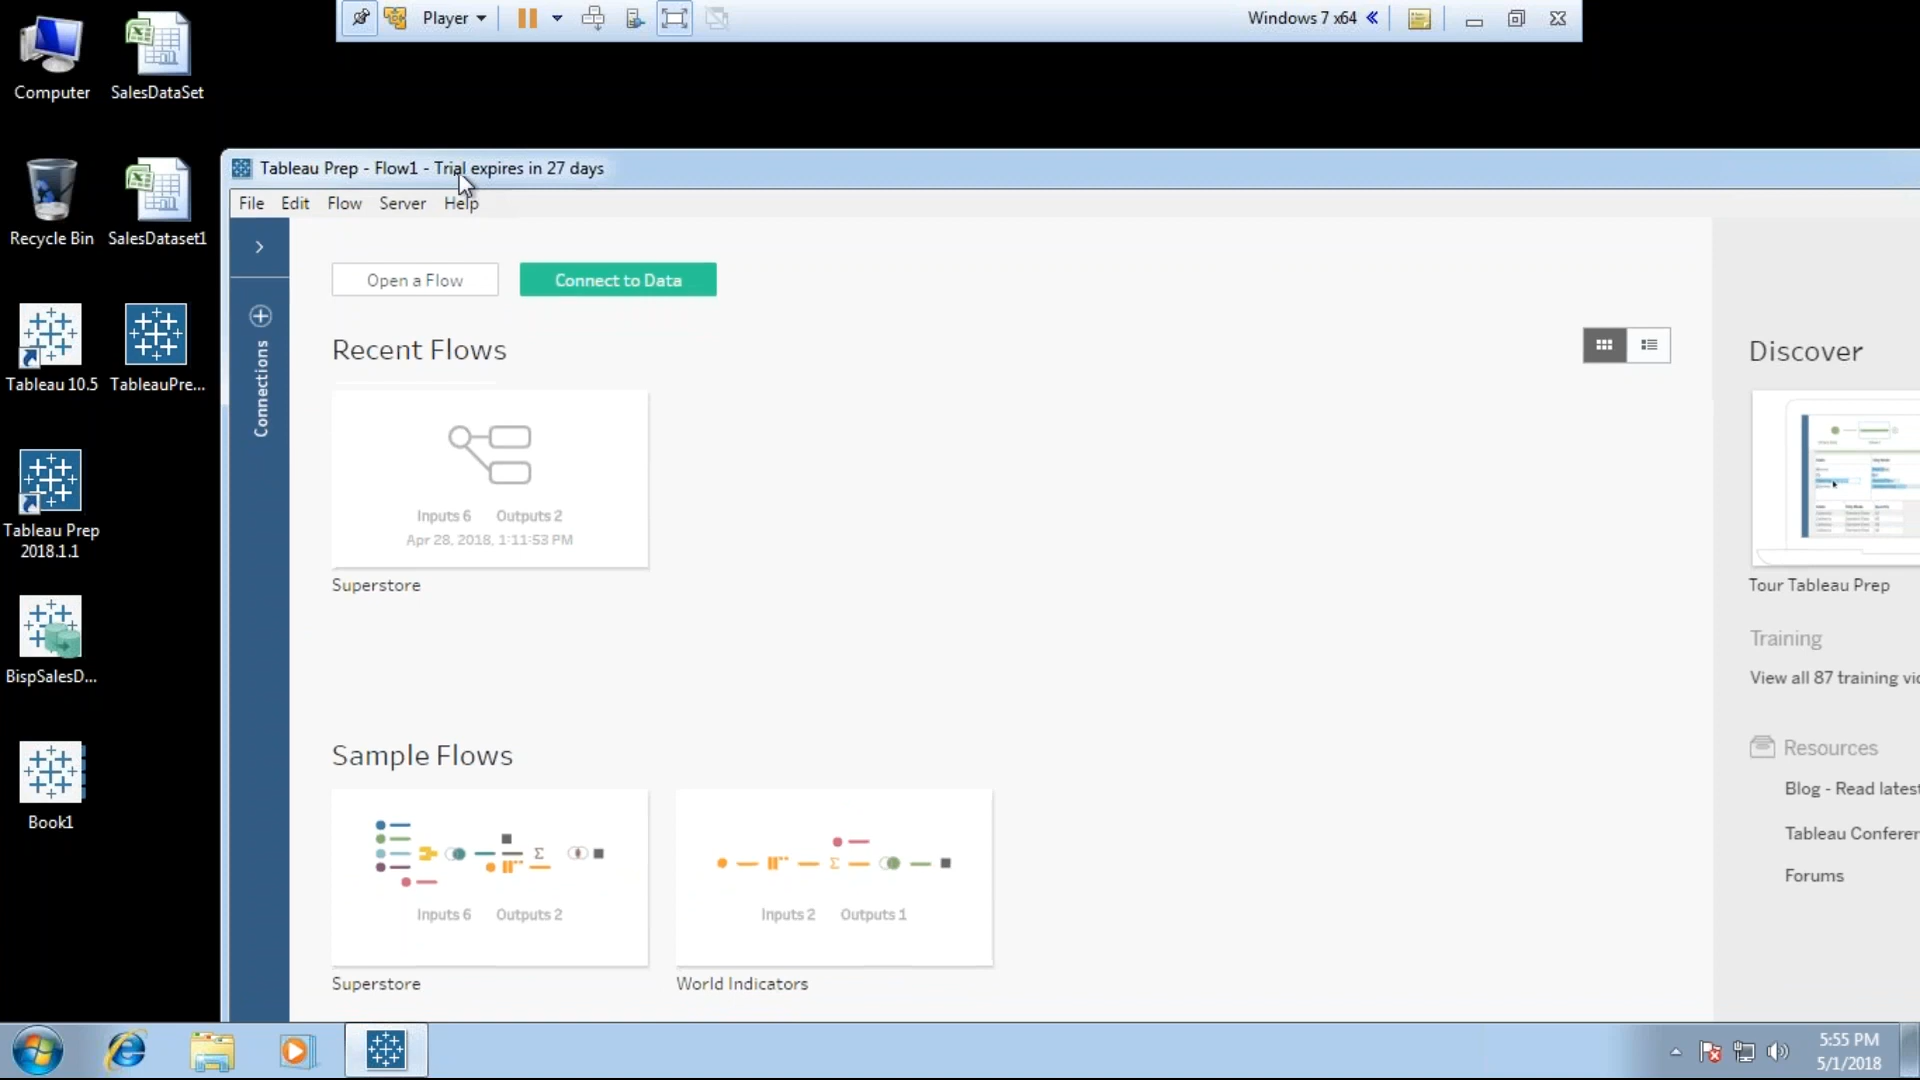 Player
Windows 7 x64
Computer
SalesDataSet
Recycle Bin
SalesDataset1
Tableau 10.5
TableauPre...
Tableau Prep
2018.1.1
BispSalesD...
Book1
Tableau Prep - Flow1 - Trial expires in 27 days
File Edit Flow Server Help
Connections
Open a Flow
Connect to Data
Recent Flows
Inputs 6 Outputs 2
Apr 28, 2018, 1:11:53 PM
Superstore
Sample Flows
Inputs 6 Outputs 2
Superstore
Inputs 2 Outputs 1
World Indicators
Discover
Tour Tableau Prep
Training
View all 87 training vi
Resources
Blog - Read latest
Tableau Confere
Forums
5:55 PM
5/1/2018